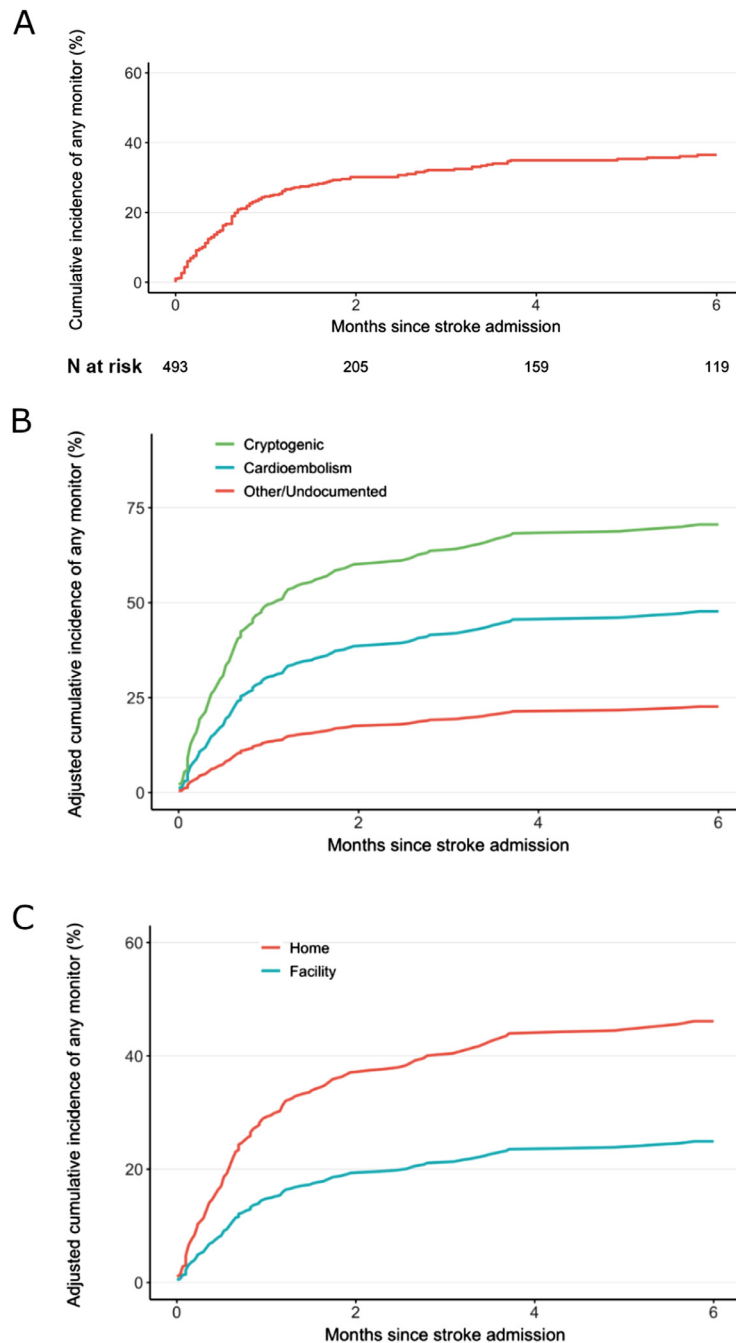 A
Cumulative incidence of any monitor (%)
60
40
20
0
0 2 4 6
Months since stroke admission
N at risk 493 205 159 119
B
Adjusted cumulative incidence of any monitor (%)
Cryptogenic
Cardioembolism
Other/Undocumented
75
50
25
0
0 2 4 6
Months since stroke admission
C
Adjusted cumulative incidence of any monitor (%)
Home
Facility
60
40
20
0
0 2 4 6
Months since stroke admission